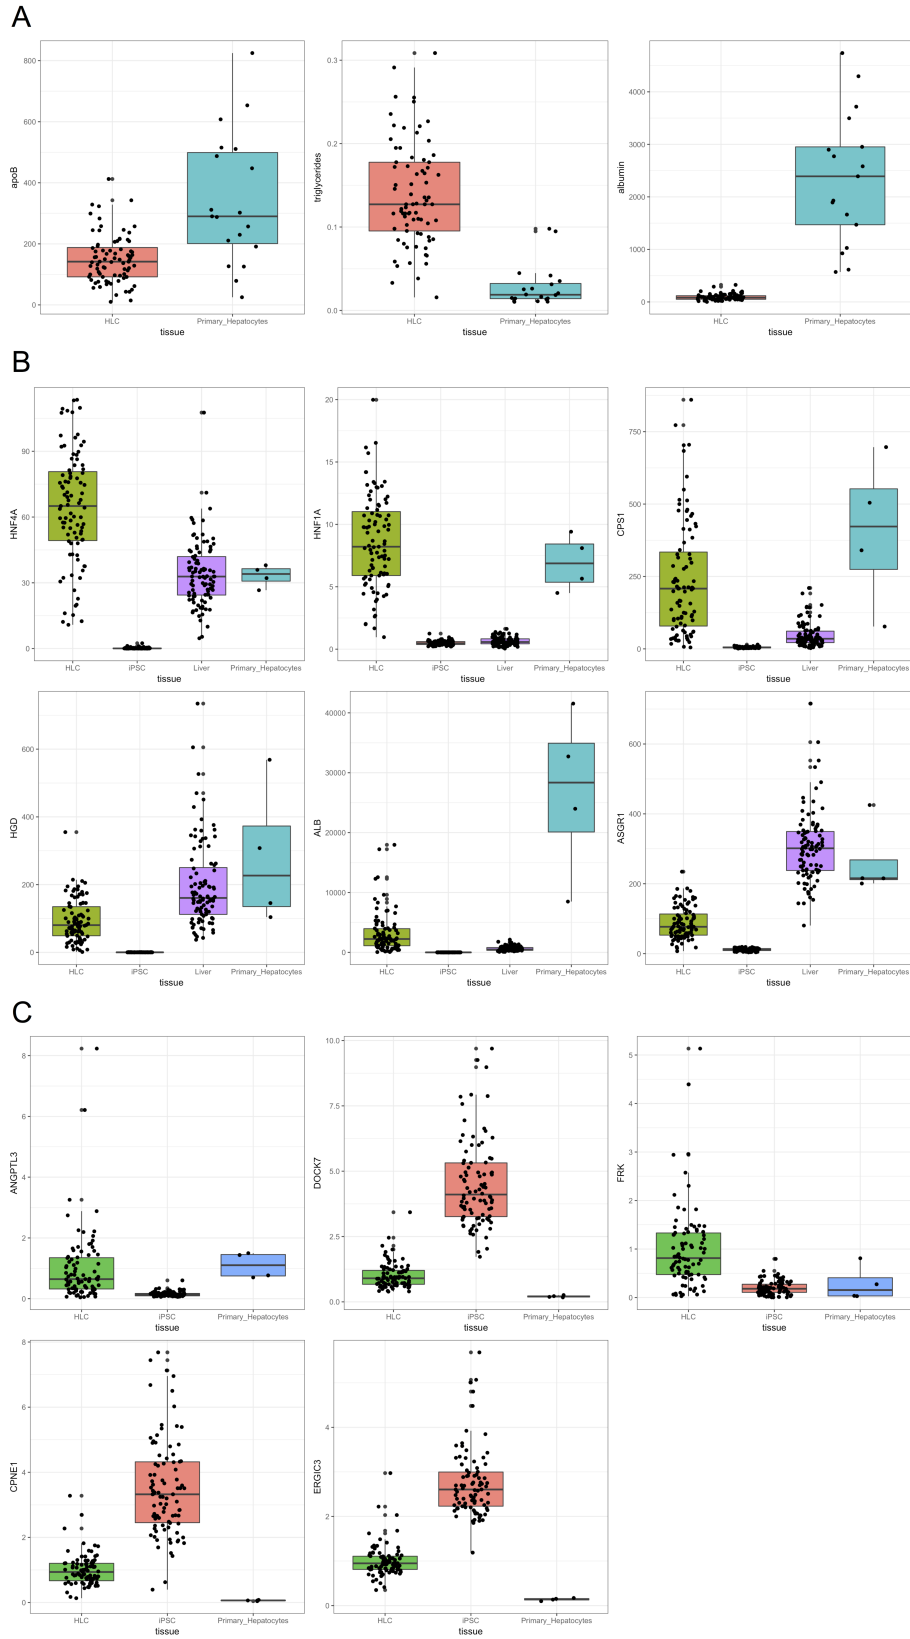 A
apoB
800
600
400
200
0
HLC
Primary_Hepatocytes
tissue
triglycerides
0.3
0.2
0.1
0.0
HLC
Primary_Hepatocytes
tissue
albumin
4000
3000
2000
1000
0
HLC
Primary_Hepatocytes
tissue
B
HNF4A
90
60
30
0
HLC
iPSC
Liver
Primary_Hepatocytes
tissue
HNF1A
20
15
10
5
0
HLC
iPSC
Liver
Primary_Hepatocytes
tissue
CPS1
750
500
250
0
HLC
iPSC
Liver
Primary_Hepatocytes
tissue
HGD
600
400
200
0
HLC
iPSC
Liver
Primary_Hepatocytes
tissue
ALB
40000
30000
20000
10000
0
HLC
iPSC
Liver
Primary_Hepatocytes
tissue
ASGR1
600
400
200
0
HLC
iPSC
Liver
Primary_Hepatocytes
tissue
C
ANGPTL3
8
6
4
2
0
HLC
iPSC
Primary_Hepatocytes
tissue
DOCK7
10.0
7.5
5.0
2.5
0.0
HLC
iPSC
Primary_Hepatocytes
tissue
FRK
5
4
3
2
1
0
HLC
iPSC
Primary_Hepatocytes
tissue
CPNE1
8
6
4
2
0
HLC
iPSC
Primary_Hepatocytes
tissue
ERGIC3
4
2
0
HLC
iPSC
Primary_Hepatocytes
tissue